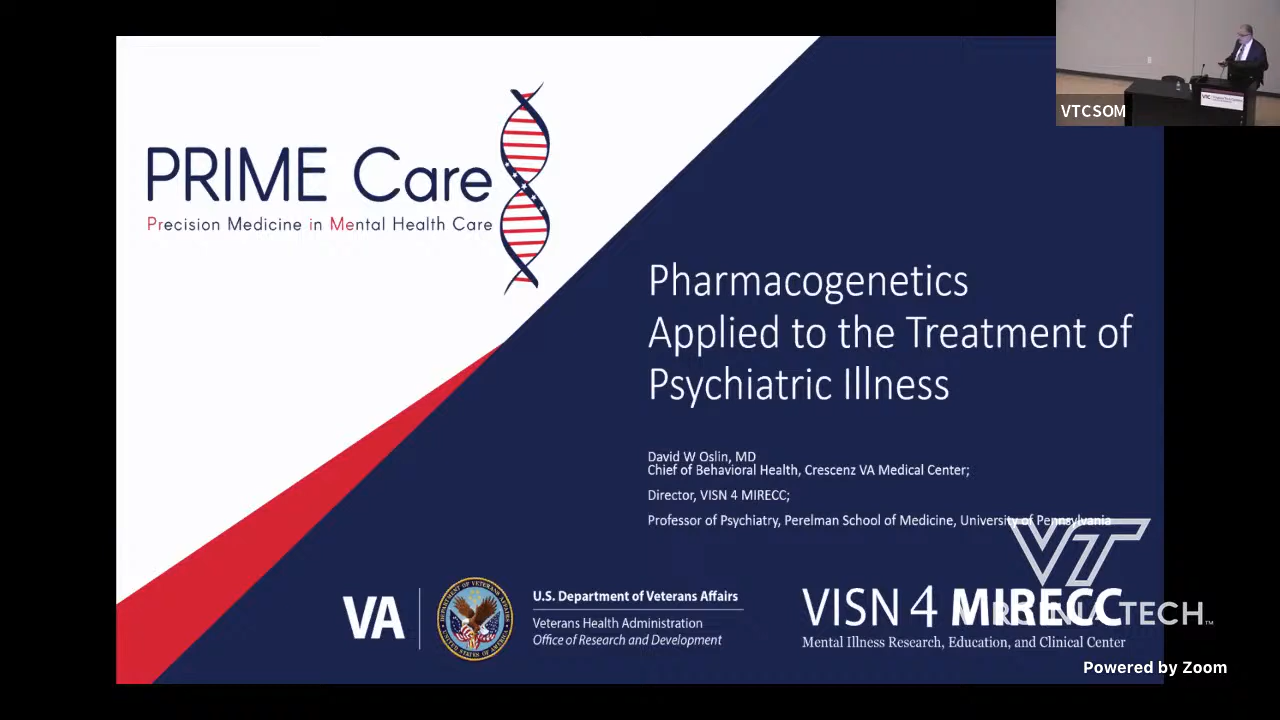 VTCSOM
PRIME Care
Precision Medicine in Mental Health Care
Pharmacogenetics
Applied to the Treatment of
Psychiatric Illness
David W Oslin, MD
Chief of Behavioral Health, Crescenz VA Medical Center;
Director, VISN 4 MIRECC;
Professor of Psychiatry, Perelman School of Medicine, University of Pennsylvania
VA
U.S. Department of Veterans Affairs
Veterans Health Administration
Office of Research and Development
VISN 4 MIRECC
Mental Illness Research, Education, and Clinical Center
VT
VIRGINIA TECH™
Powered by Zoom